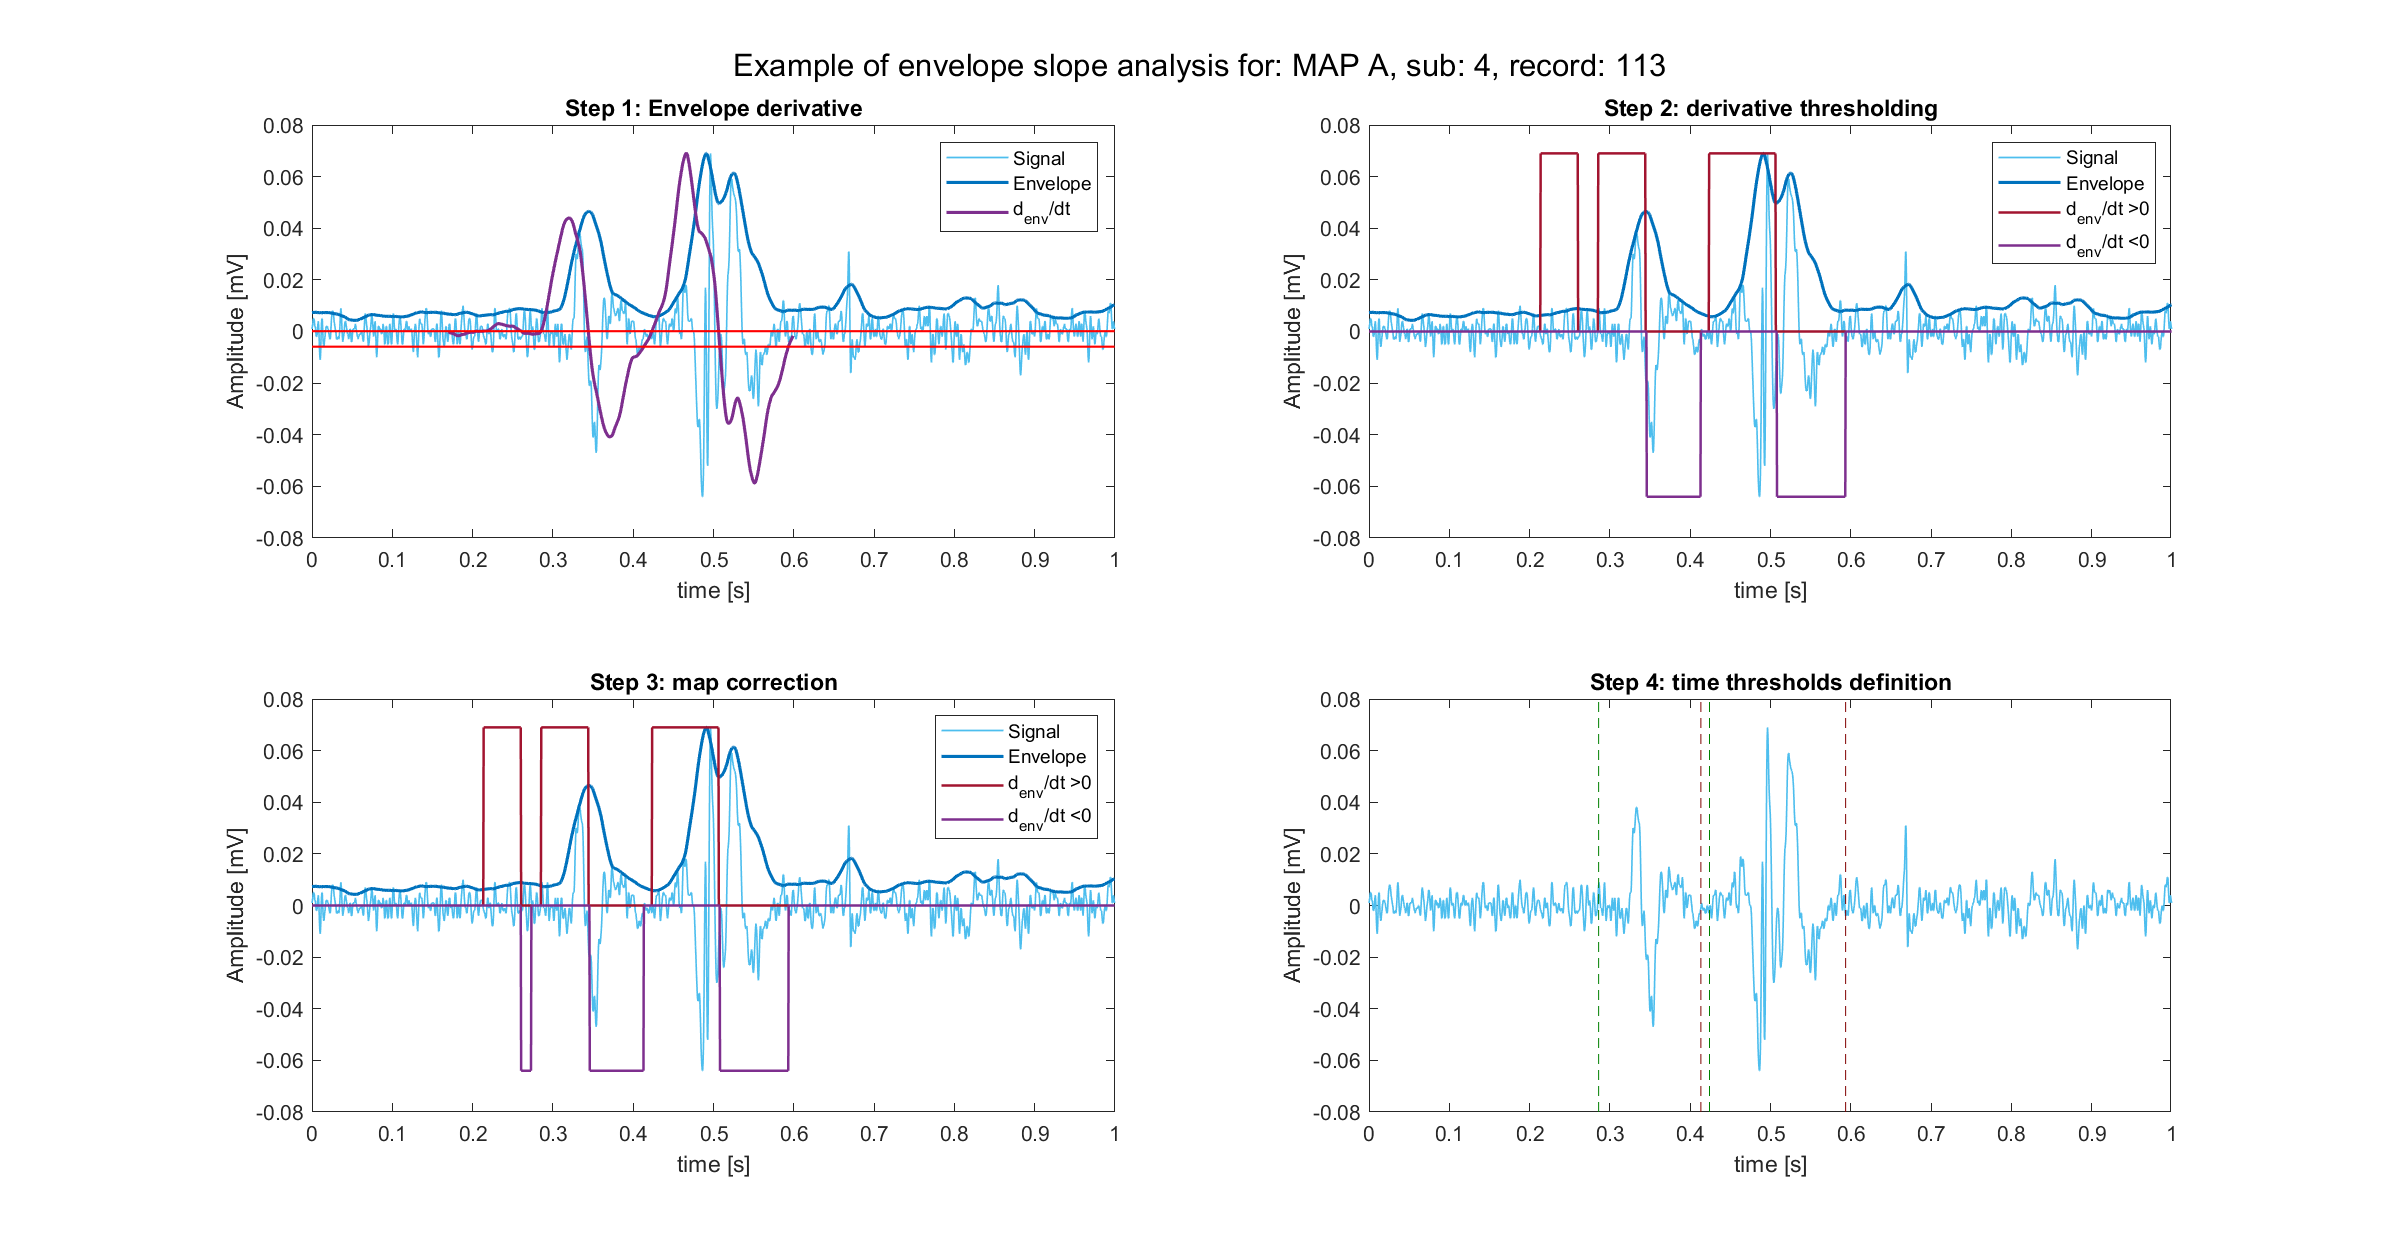 Example of envelope slope analysis for: MAP A, sub: 4, record: 113
Step 1: Envelope derivative
0.08
0.06
0.04
0.02
0
-0.02
-0.04
-0.06
-0.08
Amplitude [mV]
0 0.1 0.2 0.3 0.4 0.5 0.6 0.7 0.8 0.9 1
time [s]
Signal
Envelope
d_env/dt
Step 2: derivative thresholding
0.08
0.06
0.04
0.02
0
-0.02
-0.04
-0.06
-0.08
Amplitude [mV]
0 0.1 0.2 0.3 0.4 0.5 0.6 0.7 0.8 0.9 1
time [s]
Signal
Envelope
d_env/dt >0
d_env/dt <0
Step 3: map correction
0.08
0.06
0.04
0.02
0
-0.02
-0.04
-0.06
-0.08
Amplitude [mV]
0 0.1 0.2 0.3 0.4 0.5 0.6 0.7 0.8 0.9 1
time [s]
Signal
Envelope
d_env/dt >0
d_env/dt <0
Step 4: time thresholds definition
0.08
0.06
0.04
0.02
0
-0.02
-0.04
-0.06
-0.08
Amplitude [mV]
0 0.1 0.2 0.3 0.4 0.5 0.6 0.7 0.8 0.9 1
time [s]